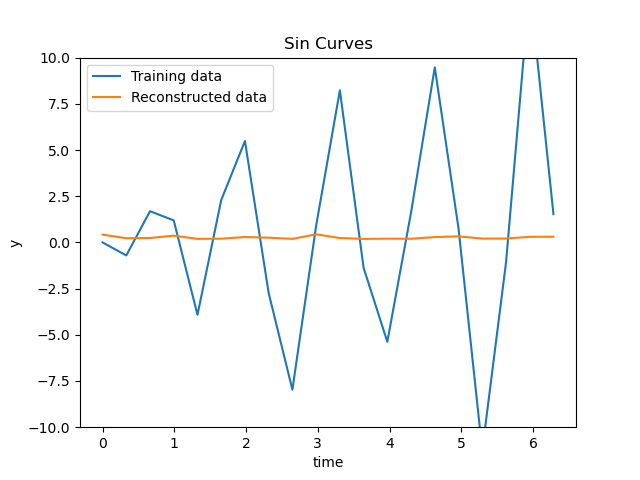 Sin Curves
Training data
Reconstructed data
10.0
7.5
5.0
2.5
0.0
−2.5
−5.0
−7.5
−10.0
y
0 1 2 3 4 5 6
time